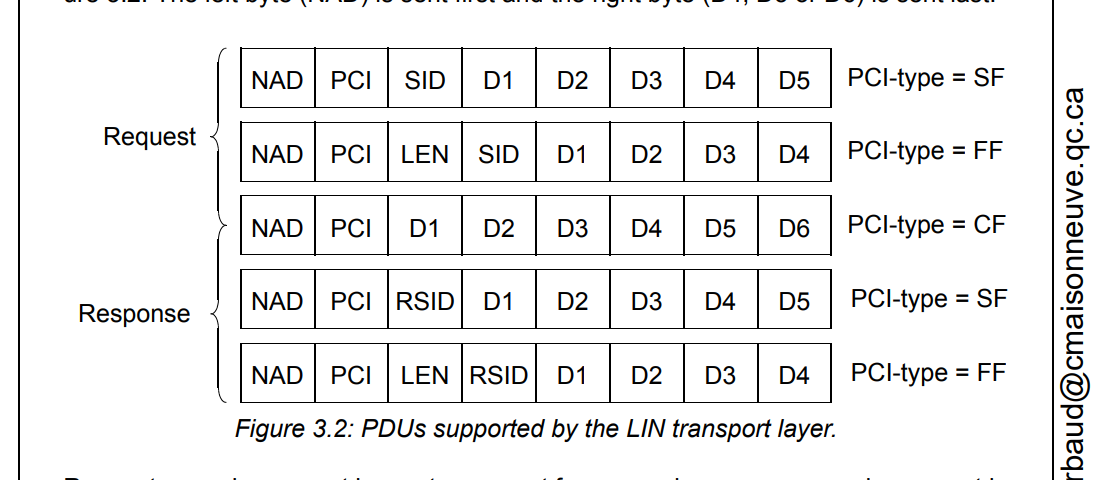 ure 3.2. The left byte (NAD) is sent first and the right byte (D4, D5 or D6) is sent last.
NAD PCI SID D1 D2 D3 D4 D5 PCI-type = SF
Request
NAD PCI LEN SID D1 D2 D3 D4 PCI-type = FF
NAD PCI D1 D2 D3 D4 D5 D6 PCI-type = CF
NAD PCI RSID D1 D2 D3 D4 D5 PCI-type = SF
Response
NAD PCI LEN RSID D1 D2 D3 D4 PCI-type = FF
Figure 3.2: PDUs supported by the LIN transport layer.
rbaud@cmaisonneuve.qc.ca